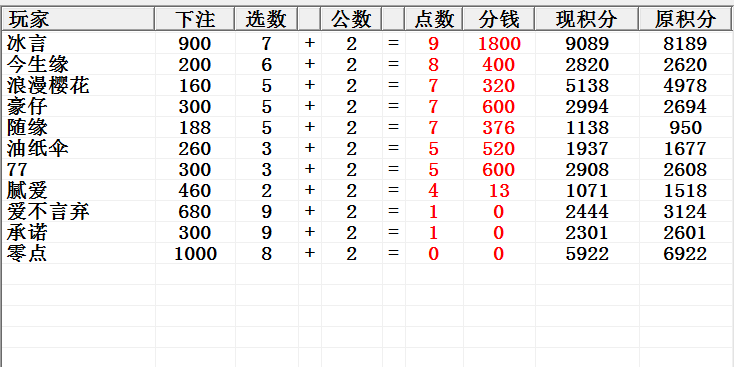 玩家 下注 选数 公数 点数 分钱 现积分 原积分
冰言 900 7 + 2 = 9 1800 9089 8189
今生缘 200 6 + 2 = 8 400 2820 2620
浪漫樱花 160 5 + 2 = 7 320 5138 4978
豪仔 300 5 + 2 = 7 600 2994 2694
随缘 188 5 + 2 = 7 376 1138 950
油纸伞 260 3 + 2 = 5 520 1937 1677
77 300 3 + 2 = 5 600 2908 2608
腻爱 460 2 + 2 = 4 13 1071 1518
爱不言弃 680 9 + 2 = 1 0 2444 3124
承诺 300 9 + 2 = 1 0 2301 2601
零点 1000 8 + 2 = 0 0 5922 6922